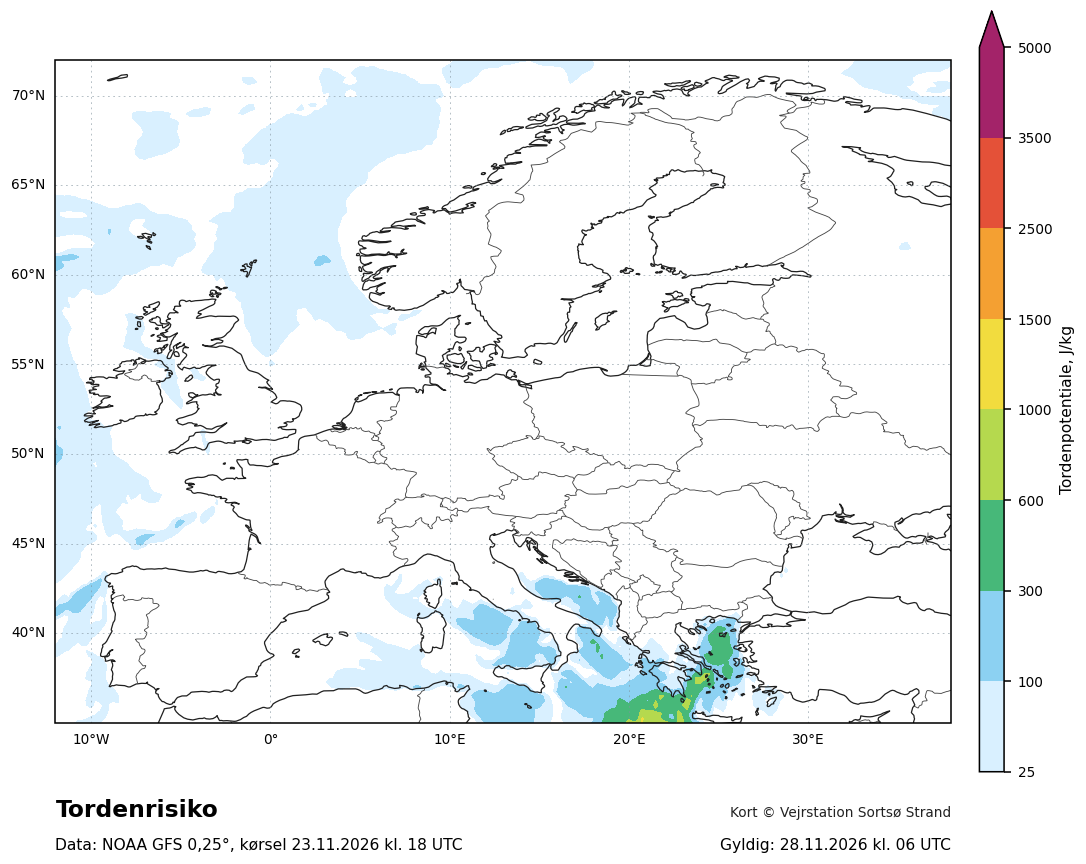 70°N
65°N
60°N
55°N
50°N
45°N
40°N
10°W
0°
10°E
20°E
30°E
5000
3500
2500
1500
1000
600
300
100
25
Tordenpotentiale, J/kg
Tordenrisiko
Kort © Vejrstation Sortsø Strand
Data: NOAA GFS 0,25°, kørsel 23.11.2026 kl. 18 UTC
Gyldig: 28.11.2026 kl. 06 UTC